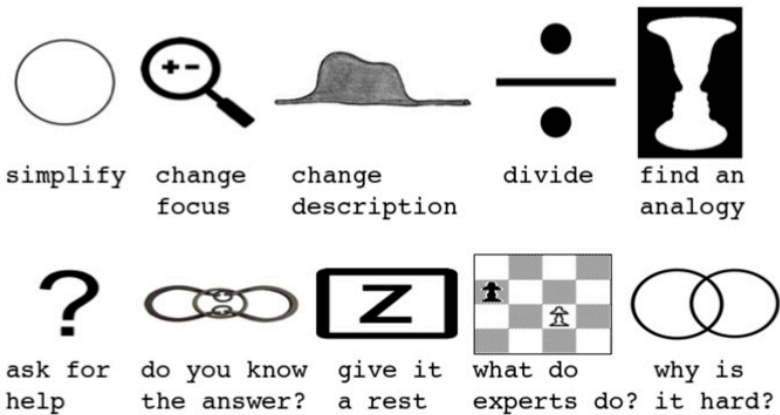 simplify
change
focus
change
description
divide
find an
analogy
?
Z
ask for
help
do you know
the answer?
give it
a rest
what do
experts do?
why is
it hard?